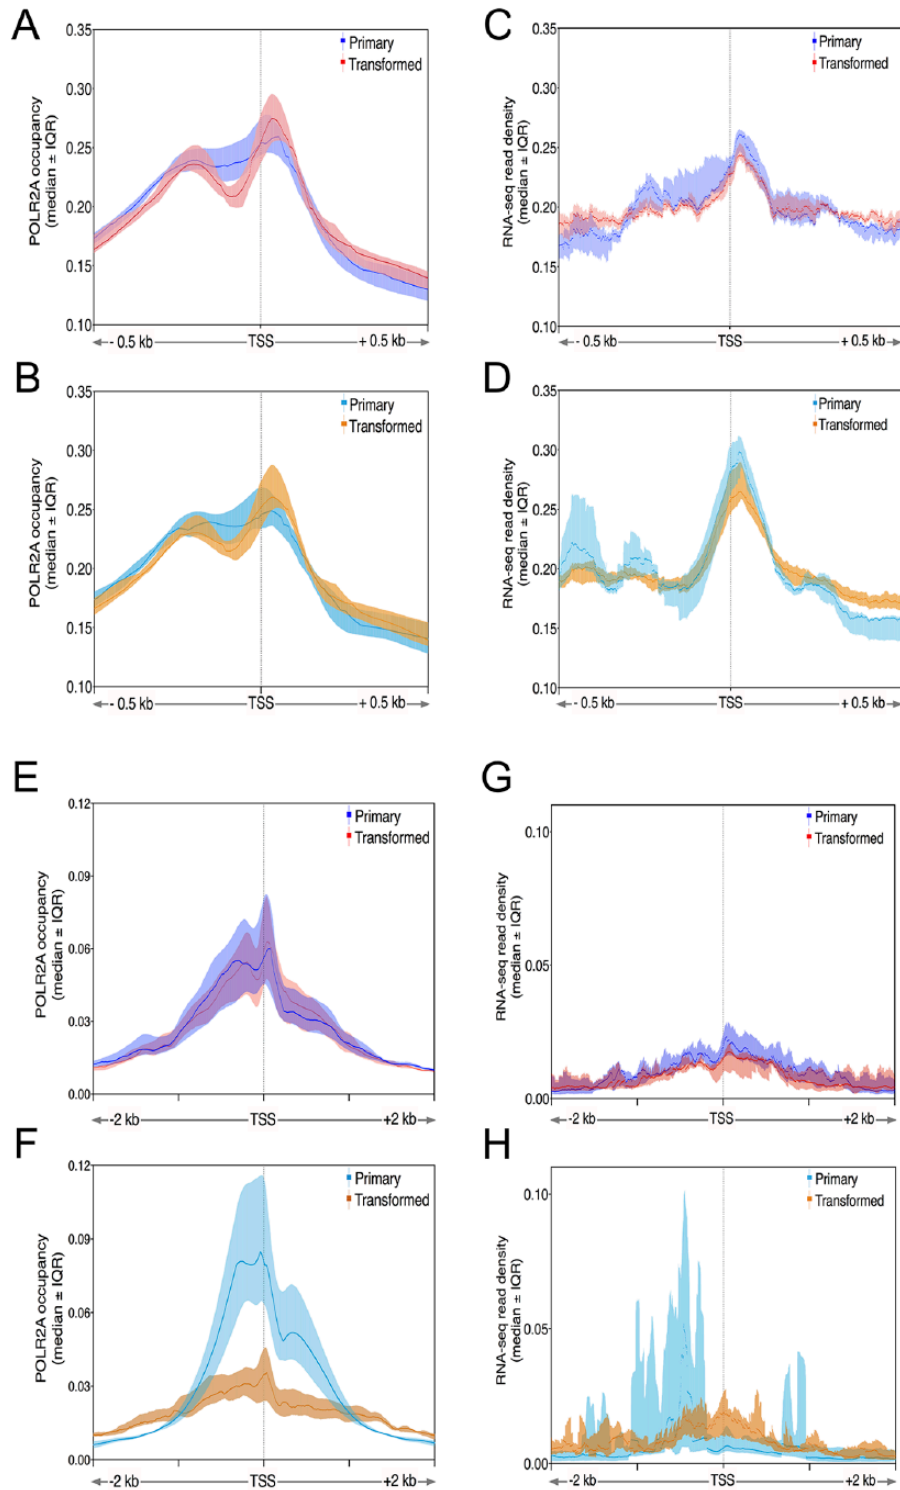 A
POLR2A occupancy
(median ± IQR)
0.35
0.30
0.25
0.20
0.15
0.10
Primary
Transformed
- 0.5 kb
TSS
+ 0.5 kb
C
RNA-seq read density
(median ± IQR)
0.35
0.30
0.25
0.20
0.15
0.10
Primary
Transformed
- 0.5 kb
TSS
+ 0.5 kb
B
POLR2A occupancy
(median ± IQR)
0.35
0.30
0.25
0.20
0.15
0.10
Primary
Transformed
- 0.5 kb
TSS
+ 0.5 kb
D
RNA-seq read density
(median ± IQR)
0.35
0.30
0.25
0.20
0.15
0.10
Primary
Transformed
- 0.5 kb
TSS
+ 0.5 kb
E
POLR2A occupancy
(median ± IQR)
0.12
0.09
0.06
0.03
0.00
Primary
Transformed
-2 kb
TSS
+2 kb
G
RNA-seq read density
(median ± IQR)
0.10
0.05
0.00
Primary
Transformed
-2 kb
TSS
+2 kb
F
POLR2A occupancy
(median ± IQR)
0.12
0.09
0.06
0.03
0.00
Primary
Transformed
-2 kb
TSS
+2 kb
H
RNA-seq read density
(median ± IQR)
0.10
0.05
0.00
Primary
Transformed
-2 kb
TSS
+2 kb